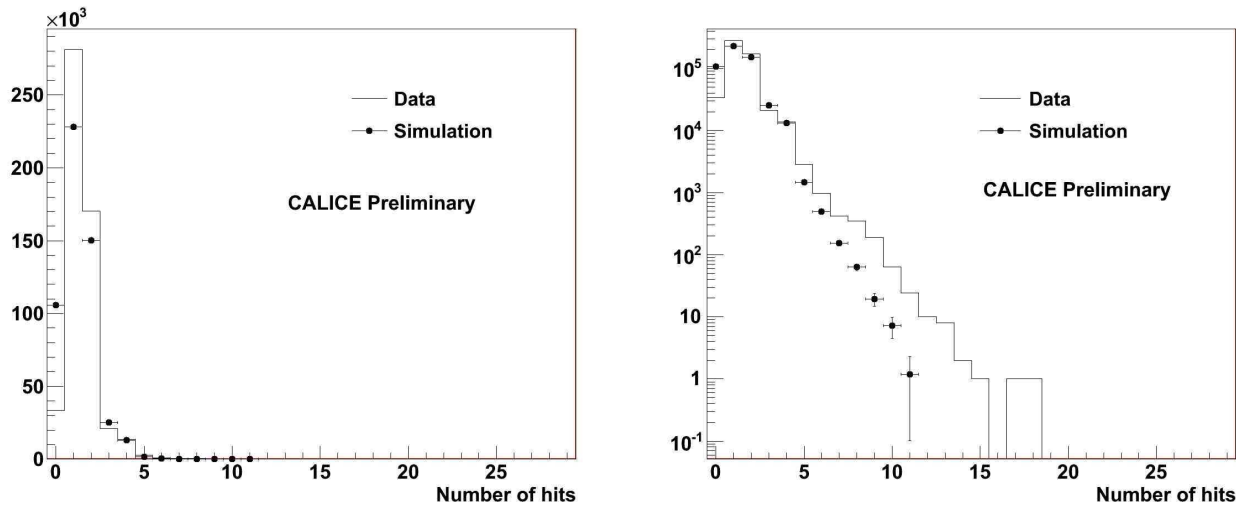 ×10³
250
200
150
100
50
0
0 5 10 15 20 25
Number of hits
Data
Simulation
CALICE Preliminary
10⁵
10⁴
10³
10²
10
1
10⁻¹
0 5 10 15 20 25
Number of hits
Data
Simulation
CALICE Preliminary